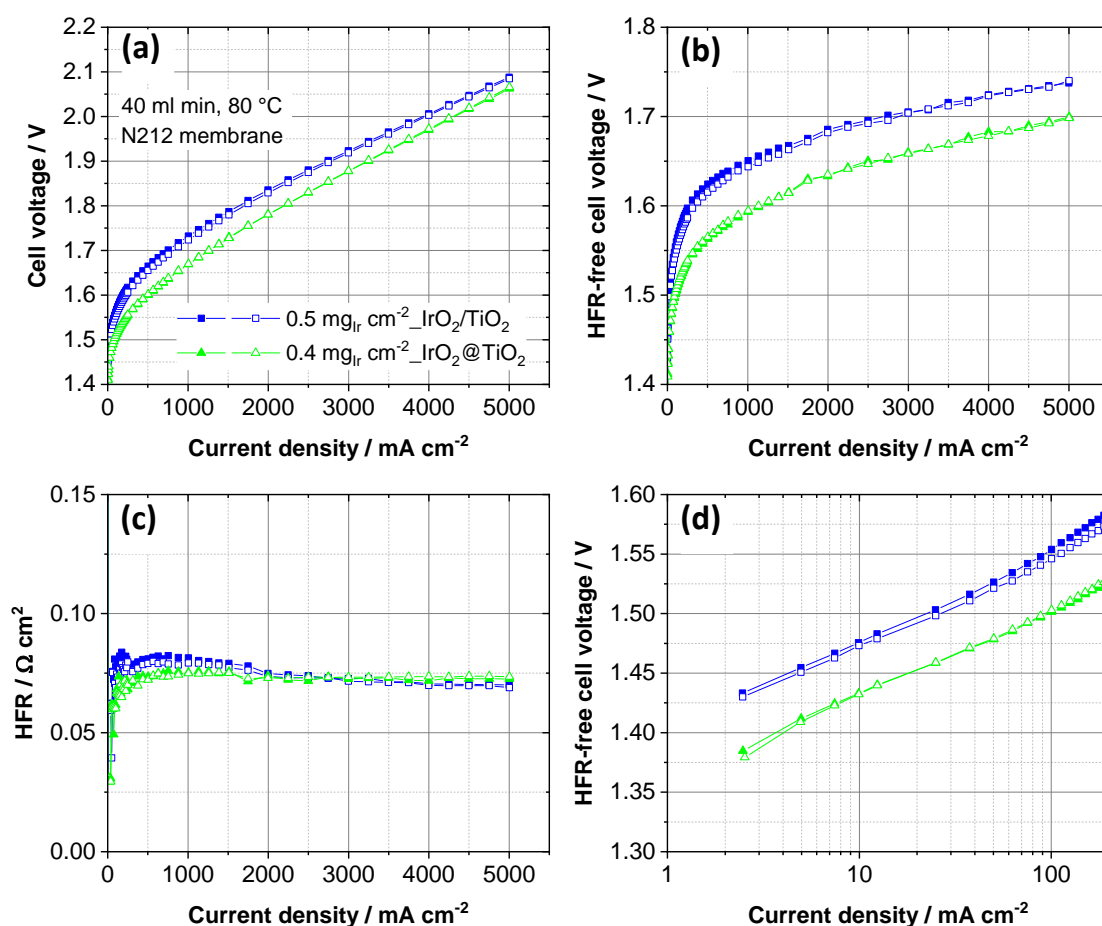 (a)
2.2
2.1
2.0
1.9
1.8
1.7
1.6
1.5
1.4
Cell voltage / V
40 ml min, 80 °C
N212 membrane
0.5 mg_Ir cm⁻²_IrO₂/TiO₂
0.4 mg_Ir cm⁻²_IrO₂@TiO₂
0 1000 2000 3000 4000 5000
Current density / mA cm⁻²
(b)
1.8
1.7
1.6
1.5
1.4
HFR-free cell voltage / V
0 1000 2000 3000 4000 5000
Current density / mA cm⁻²
(c)
0.15
0.10
0.05
0.00
HFR / Ω cm²
0 1000 2000 3000 4000 5000
Current density / mA cm⁻²
(d)
1.60
1.55
1.50
1.45
1.40
1.35
1.30
HFR-free cell voltage / V
1 10 100
Current density / mA cm⁻²